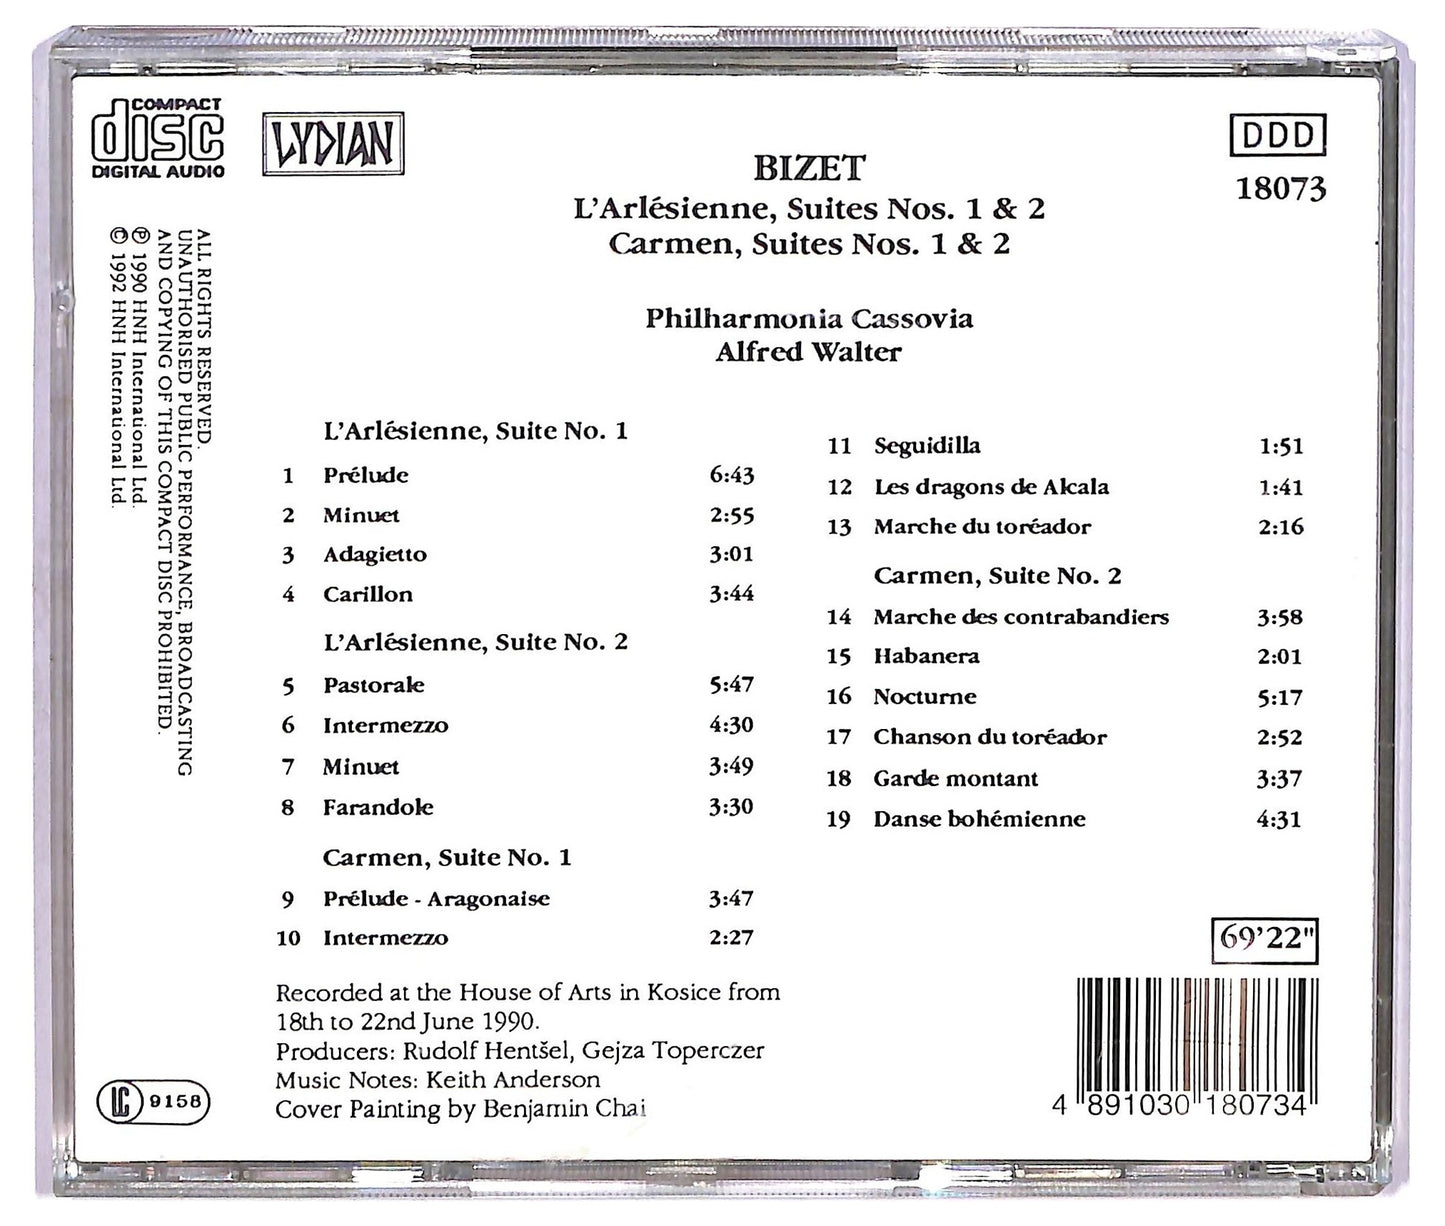 COMPACT
disc
DIGITAL AUDIO
LYDIAN
DDD
18073
BIZET
L'Arlésienne, Suites Nos. 1 & 2
Carmen, Suites Nos. 1 & 2
Philharmonia Cassovia
Alfred Walter
ALL RIGHTS RESERVED.
UNAUTHORISED PUBLIC PERFORMANCE, BROADCASTING
AND COPYING OF THIS COMPACT DISC PROHIBITED.
℗ 1990 HNH International Ltd.
© 1992 HNH International Ltd.
L'Arlésienne, Suite No. 1
1 Prélude 6:43
2 Minuet 2:55
3 Adagietto 3:01
4 Carillon 3:44
L'Arlésienne, Suite No. 2
5 Pastorale 5:47
6 Intermezzo 4:30
7 Minuet 3:49
8 Farandole 3:30
Carmen, Suite No. 1
9 Prélude - Aragonaise 3:47
10 Intermezzo 2:27
11 Seguidilla 1:51
12 Les dragons de Alcala 1:41
13 Marche du toréador 2:16
Carmen, Suite No. 2
14 Marche des contrabandiers 3:58
15 Habanera 2:01
16 Nocturne 5:17
17 Chanson du toréador 2:52
18 Garde montant 3:37
19 Danse bohémienne 4:31
69'22"
Recorded at the House of Arts in Kosice from
18th to 22nd June 1990.
Producers: Rudolf Hentšel, Gejza Toperczer
Music Notes: Keith Anderson
Cover Painting by Benjamin Chai
LC 9158
4 891030 180734